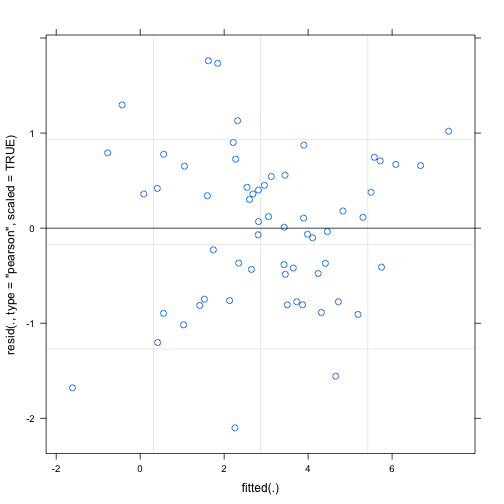 resid(., type = "pearson", scaled = TRUE)
1
0
-1
-2
-2 0 2 4 6
fitted(.)